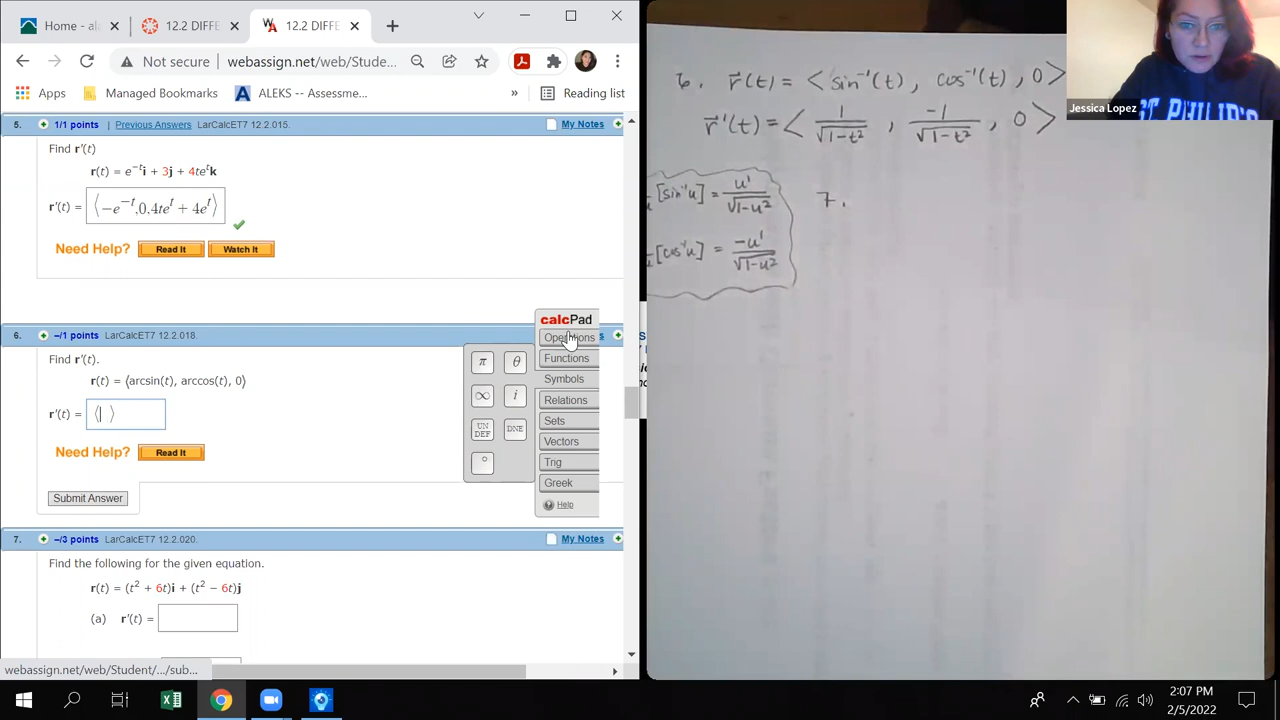 Home - al
12.2 DIFFE
12.2 DIFFE
Not secure
webassign.net/web/Stude...
Apps
Managed Bookmarks
ALEKS -- Assessme...
»
Reading list
5.
1/1 points
Previous Answers
LarCalcET7 12.2.015.
My Notes
Find r'(t)
r(t) = e^−t i + 3j + 4te^t k
r'(t) = ⟨−e^−t 0,4te^t + 4e^t⟩
Need Help?
Read It
Watch It
6.
–/1 points
LarCalcET7 12.2.018.
Find r'(t).
r(t) = ⟨arcsin(t), arccos(t), 0⟩
r'(t) = ⟨ ⟩
Need Help?
Read It
Submit Answer
calcPad
Operations
Functions
Symbols
Relations
Sets
Vectors
Trig
Greek
Help
π θ
∞ i
UN DEF DNE
°
7.
–/3 points
LarCalcET7 12.2.020.
My Notes
Find the following for the given equation.
r(t) = (t² + 6t)i + (t² − 6t)j
(a) r'(t) =
webassign.net/web/Student/.../sub...
6. r(t) = < sin⁻¹(t), cos⁻¹(t), 0 >
r'(t) = < 1/√(1-t²), -1/√(1-t²), 0 >
[sin⁻¹u] = u'/√(1-u²)
7.
[cos⁻¹u] = -u'/√(1-u²)
Jessica Lopez
ST PHILIP'S
2:07 PM
2/5/2022